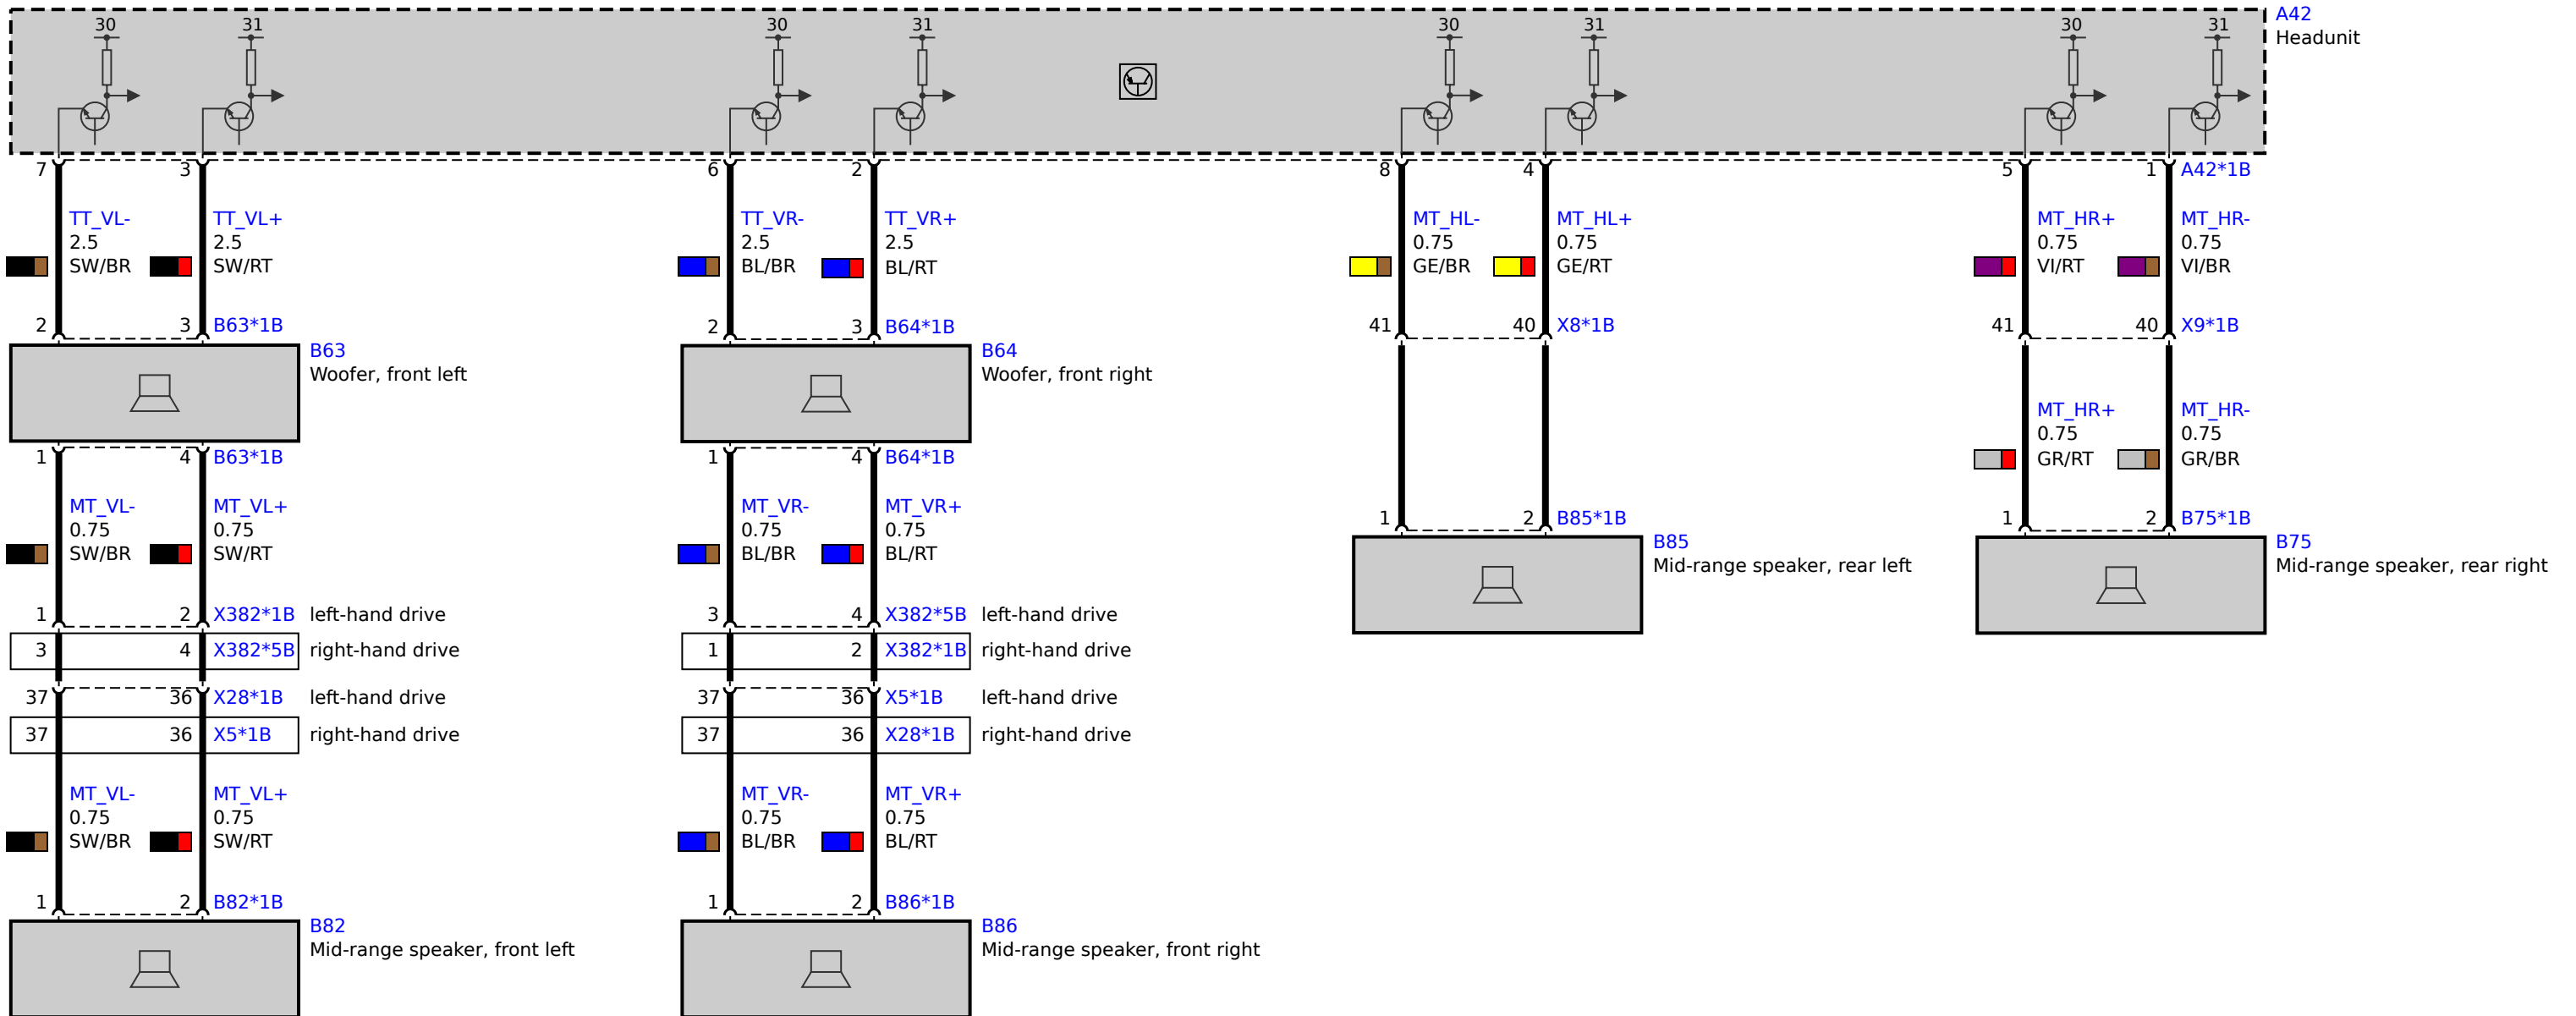 30 31 30 31 30 31 30 31
A42
Headunit
7 3 6 2 8 4 5 1 A42*1B
TT_VL- TT_VL+ TT_VR- TT_VR+ MT_HL- MT_HL+ MT_HR+ MT_HR-
2.5 2.5 2.5 2.5 0.75 0.75 0.75 0.75
SW/BR SW/RT BL/BR BL/RT GE/BR GE/RT VI/RT VI/BR
2 3 B63*1B 2 3 B64*1B 41 40 X8*1B 41 40 X9*1B
B63 B64
Woofer, front left Woofer, front right
MT_HR+ MT_HR-
0.75 0.75
GR/RT GR/BR
1 4 B63*1B 1 4 B64*1B
MT_VL- MT_VL+ MT_VR- MT_VR+
0.75 0.75 0.75 0.75
SW/BR SW/RT BL/BR BL/RT
1 2 B85*1B 1 2 B75*1B
B85 B75
Mid-range speaker, rear left Mid-range speaker, rear right
1 2 X382*1B left-hand drive 3 4 X382*5B left-hand drive
3 4 X382*5B right-hand drive 1 2 X382*1B right-hand drive
37 36 X28*1B left-hand drive 37 36 X5*1B left-hand drive
37 36 X5*1B right-hand drive 37 36 X28*1B right-hand drive
MT_VL- MT_VL+ MT_VR- MT_VR+
0.75 0.75 0.75 0.75
SW/BR SW/RT BL/BR BL/RT
1 2 B82*1B 1 2 B86*1B
B82 B86
Mid-range speaker, front left Mid-range speaker, front right